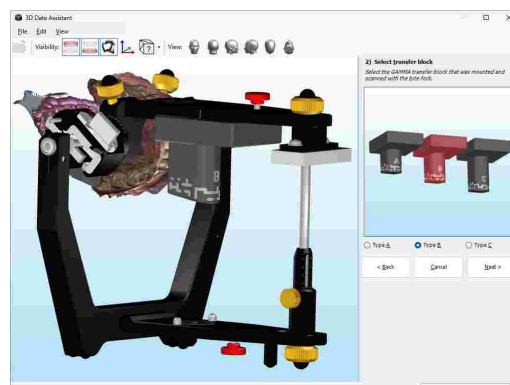 3D Data Assistant
File Edit View
Visibility: View:
2) Select transfer block
Select the GAMMA transfer block that was mounted and
scanned with the bite fork.
A
B
C
B
Type A Type B Type C
< Back Cancel Next >